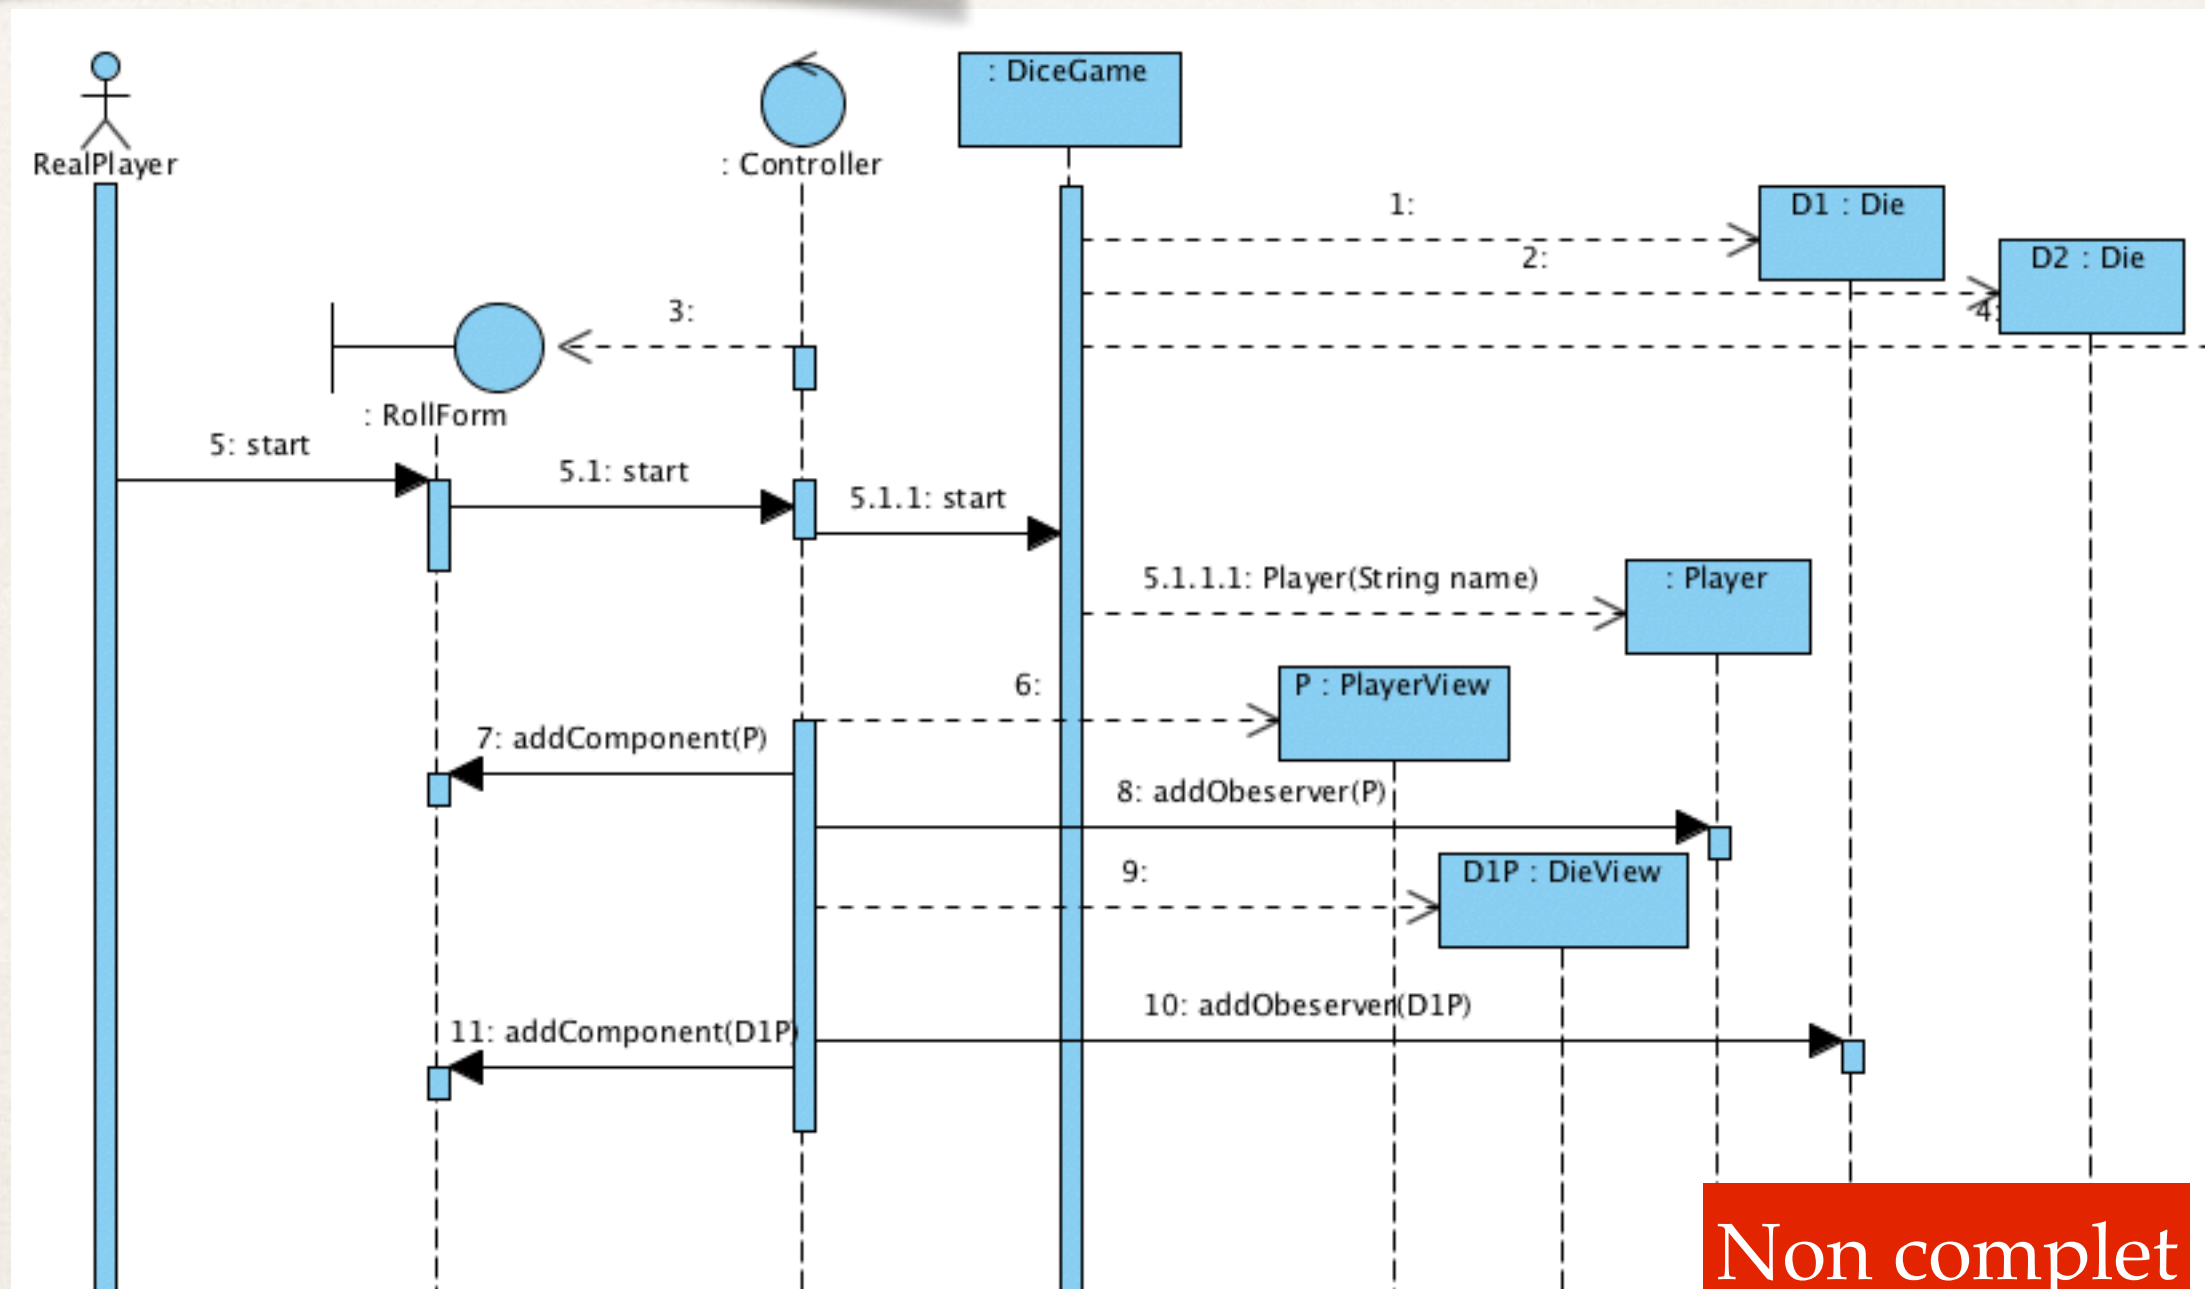 : DiceGame
RealPlayer
: Controller
1:
D1 : Die
2:
D2 : Die
3:
4:
: RollForm
5: start
5.1: start
5.1.1: start
5.1.1.1: Player(String name)
: Player
6:
P : PlayerView
7: addComponent(P)
8: addObeserver(P)
9:
D1P : DieView
10: addObeserver(D1P)
11: addComponent(D1P)
Non complet